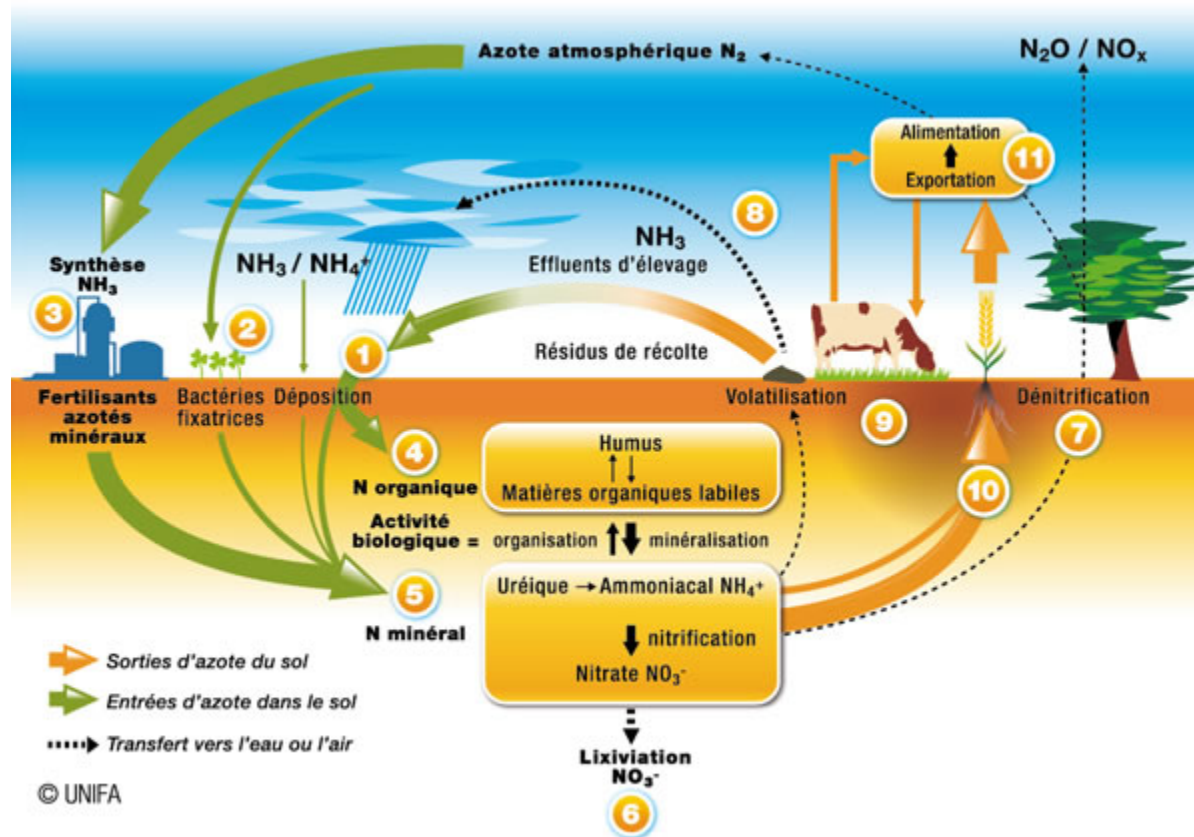 Azote atmosphérique N₂
N₂O / NOₓ
Alimentation
11
Exportation
8
NH₃
Effluents d'élevage
Synthèse
NH₃
NH₃ / NH₄⁺
3
2
1
Résidus de récolte
Fertilisants
azotés
minéraux
Bactéries
fixatrices
Déposition
Volatilisation
Dénitrification
9
7
4
N organique
Humus
Matières organiques labiles
10
Activité
biologique =
organisation
minéralisation
5
N minéral
Uréique → Ammoniacal NH₄⁺
nitrification
Nitrate NO₃⁻
Sorties d'azote du sol
Entrées d'azote dans le sol
Transfert vers l'eau ou l'air
Lixiviation
NO₃⁻
6
© UNIFA